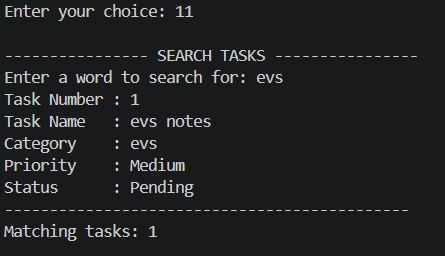 Enter your choice: 11
---------------- SEARCH TASKS ----------------
Enter a word to search for: evs
Task Number : 1
Task Name   : evs notes
Category    : evs
Priority    : Medium
Status      : Pending
---------------------------------------------
Matching tasks: 1